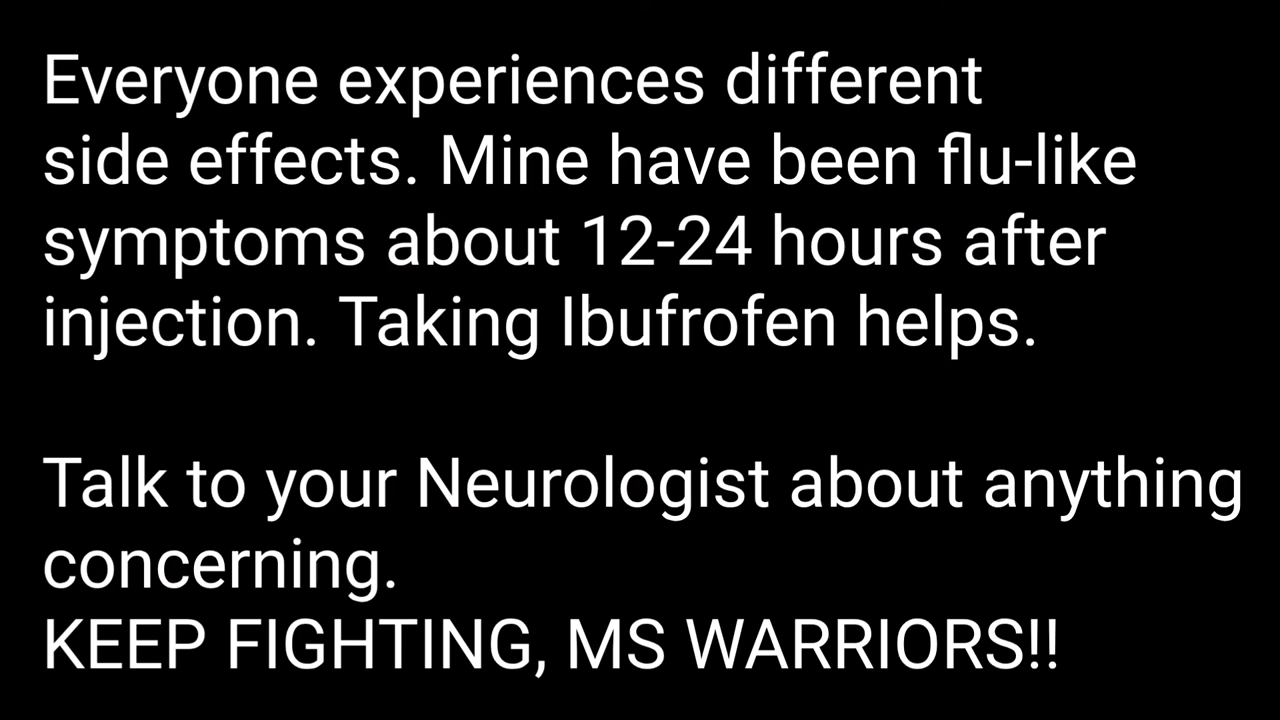 Everyone experiences different
side effects. Mine have been flu-like
symptoms about 12-24 hours after
injection. Taking Ibufrofen helps.
Talk to your Neurologist about anything
concerning.
KEEP FIGHTING, MS WARRIORS!!